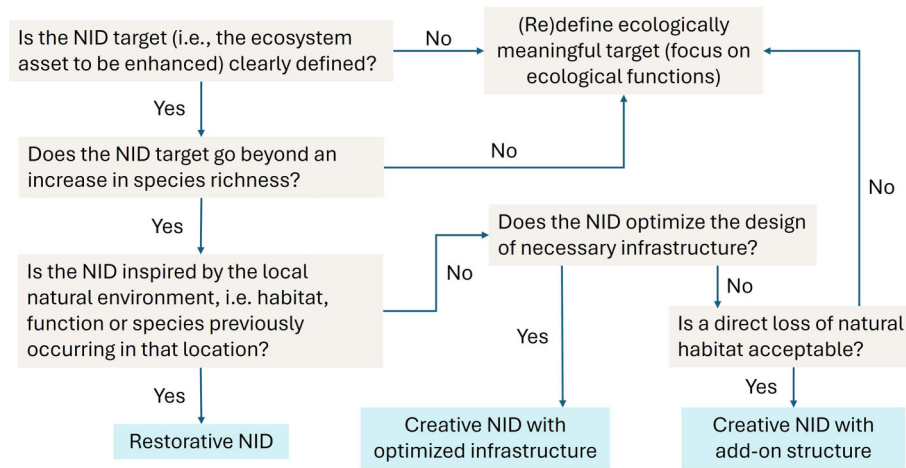 Is the NID target (i.e., the ecosystem
asset to be enhanced) clearly defined?
No
(Re)define ecologically
meaningful target (focus on
ecological functions)
Yes
Does the NID target go beyond an
increase in species richness?
No
No
Yes
Does the NID optimize the design
of necessary infrastructure?
Is the NID inspired by the local
natural environment, i.e. habitat,
function or species previously
occurring in that location?
No
No
Yes
Is a direct loss of natural
habitat acceptable?
Yes
Yes
Restorative NID
Creative NID with
optimized infrastructure
Creative NID with
add-on structure